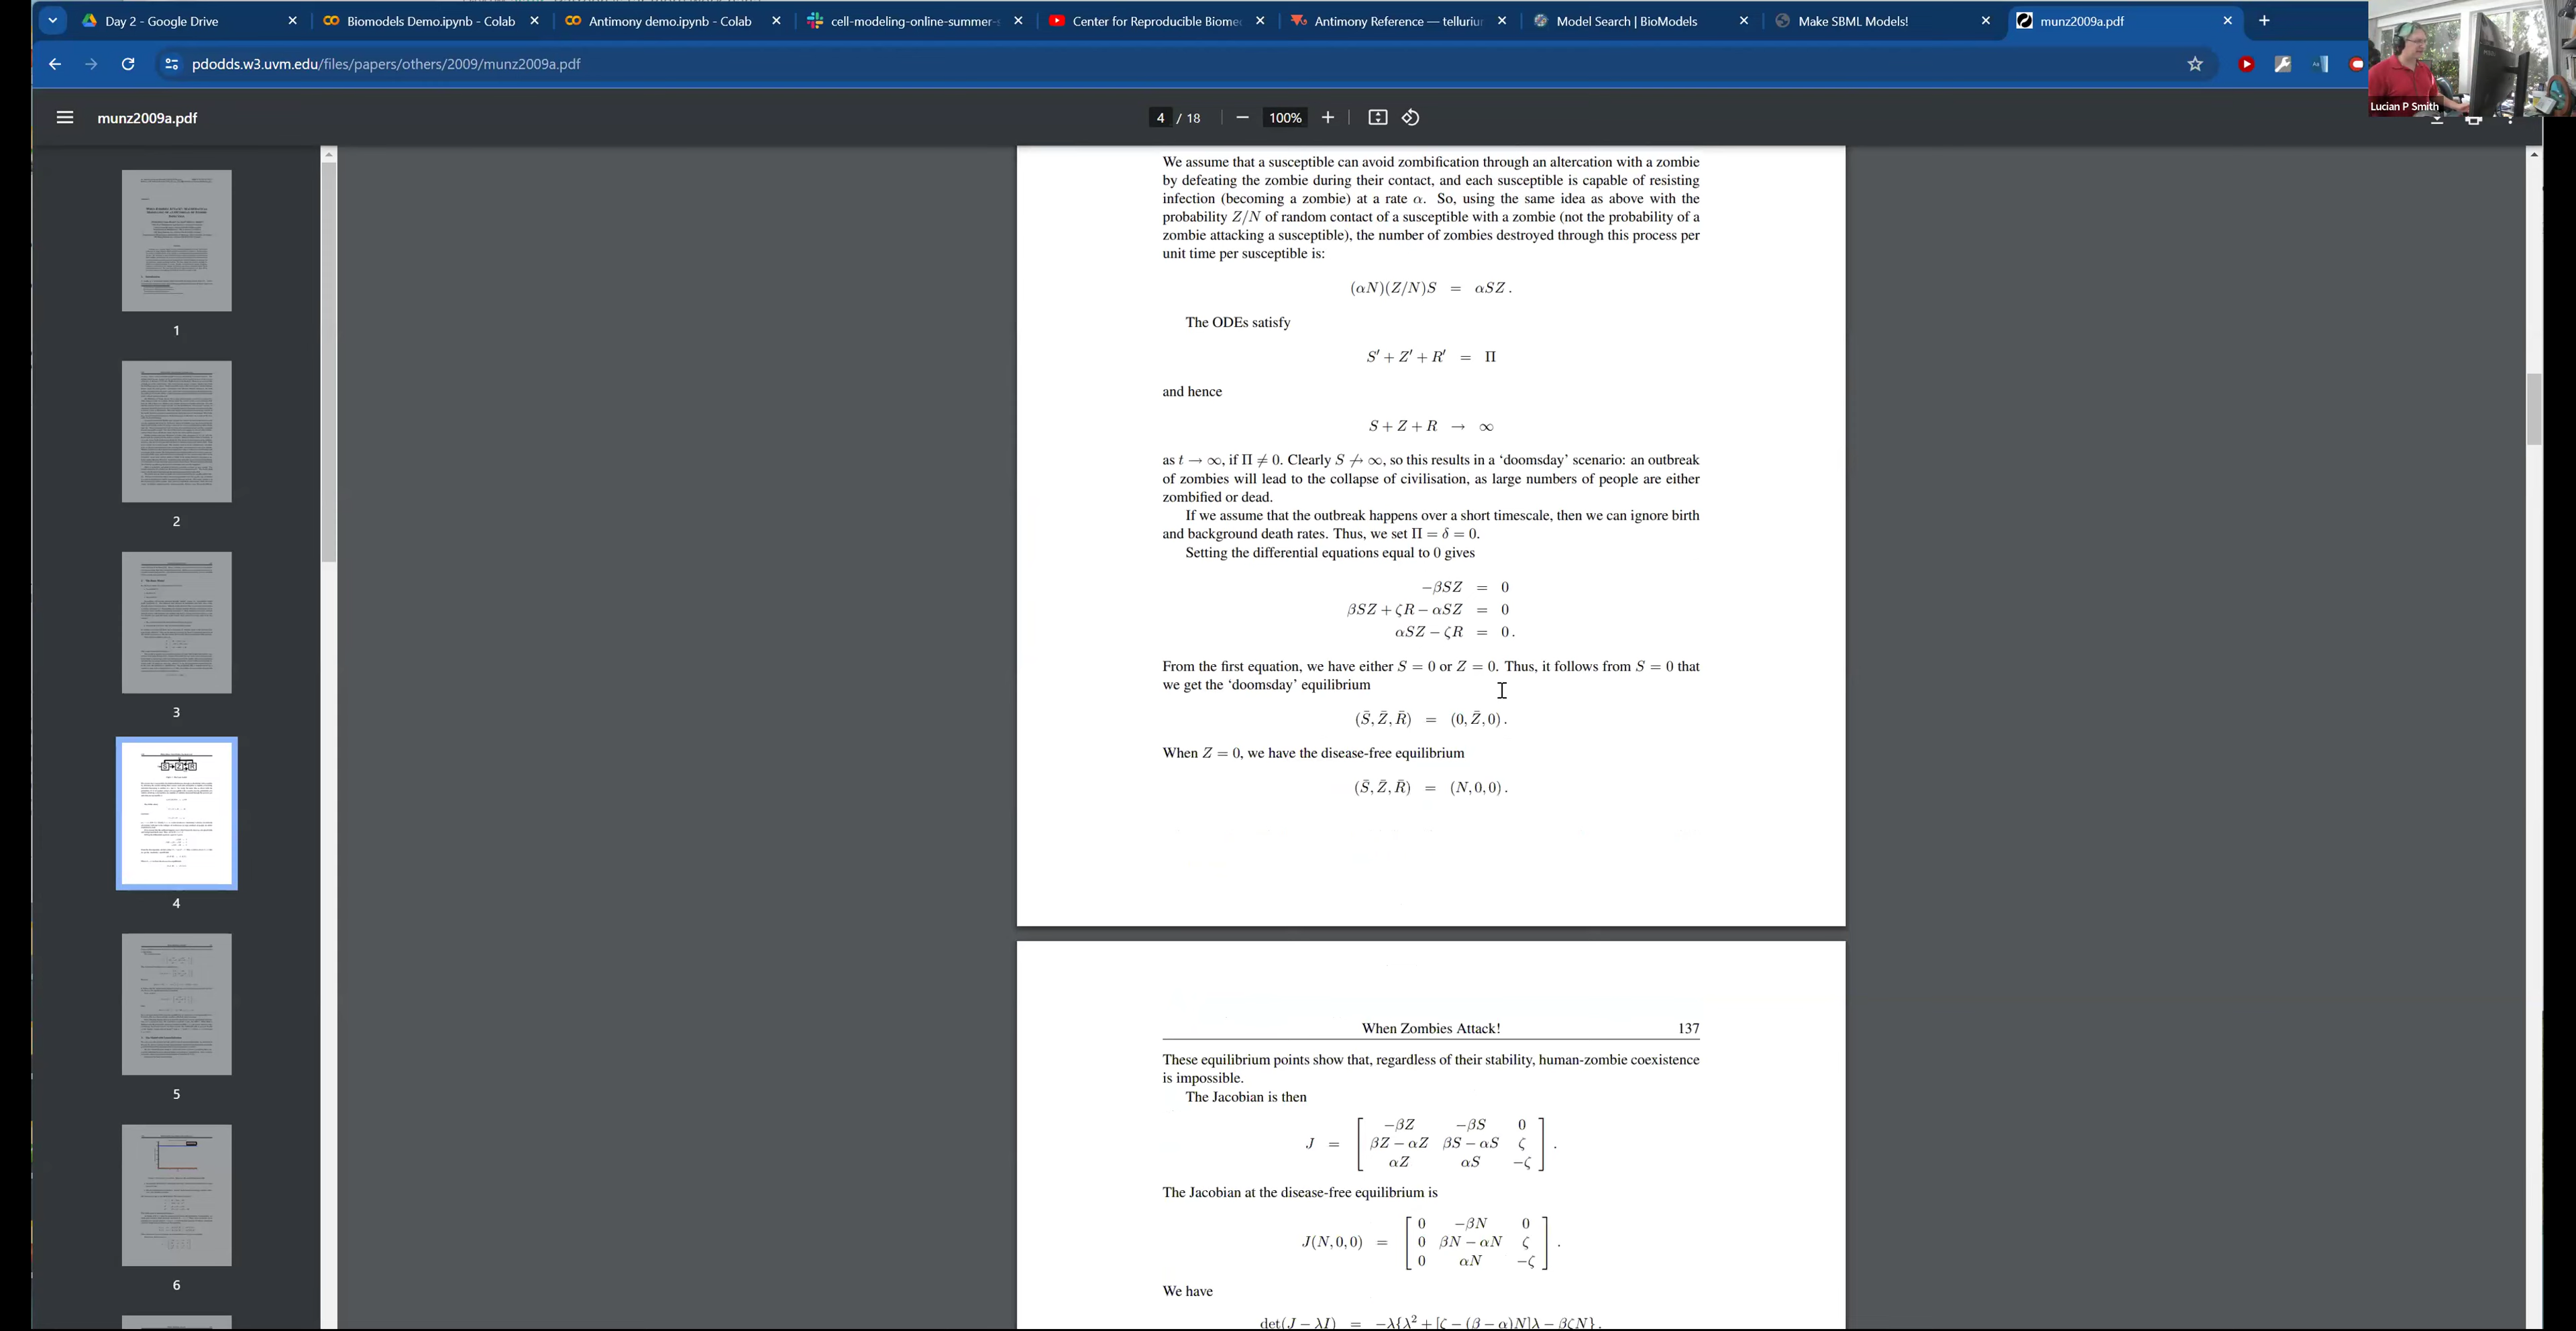 Day 2 - Google Drive
Biomodels Demo.ipynb - Colab
Antimony demo.ipynb - Colab
cell-modeling-online-summer-s
Center for Reproducible Biomed
Antimony Reference — tellurium
Model Search | BioModels
Make SBML Models!
munz2009a.pdf
pdodds.w3.uvm.edu/files/papers/others/2009/munz2009a.pdf
Lucian P Smith
munz2009a.pdf
4 / 18
100%
1
2
3
4
5
6
We assume that a susceptible can avoid zombification through an altercation with a zombie
by defeating the zombie during their contact, and each susceptible is capable of resisting
infection (becoming a zombie) at a rate α. So, using the same idea as above with the
probability Z/N of random contact of a susceptible with a zombie (not the probability of a
zombie attacking a susceptible), the number of zombies destroyed through this process per
unit time per susceptible is:
(αN)(Z/N)S = αSZ .
The ODEs satisfy
S′ + Z′ + R′ = Π
and hence
S + Z + R → ∞
as t → ∞, if Π ≠ 0. Clearly S ↛ ∞, so this results in a ‘doomsday’ scenario: an outbreak
of zombies will lead to the collapse of civilisation, as large numbers of people are either
zombified or dead.
If we assume that the outbreak happens over a short timescale, then we can ignore birth
and background death rates. Thus, we set Π = δ = 0.
Setting the differential equations equal to 0 gives
−βSZ = 0
βSZ + ζR − αSZ = 0
αSZ − ζR = 0 .
From the first equation, we have either S = 0 or Z = 0. Thus, it follows from S = 0 that
we get the ‘doomsday’ equilibrium
(S̄, Z̄, R̄) = (0, Z̄, 0) .
When Z = 0, we have the disease-free equilibrium
(S̄, Z̄, R̄) = (N, 0, 0) .
When Zombies Attack! 137
These equilibrium points show that, regardless of their stability, human-zombie coexistence
is impossible.
The Jacobian is then
−βZ −βS 0
J = βZ − αZ βS − αS ζ .
αZ αS −ζ
The Jacobian at the disease-free equilibrium is
0 −βN 0
J(N, 0, 0) = 0 βN − αN ζ .
0 αN −ζ
We have
det(J − λI) = −λ{λ² + [ζ − (β − α)N]λ − βζN} .